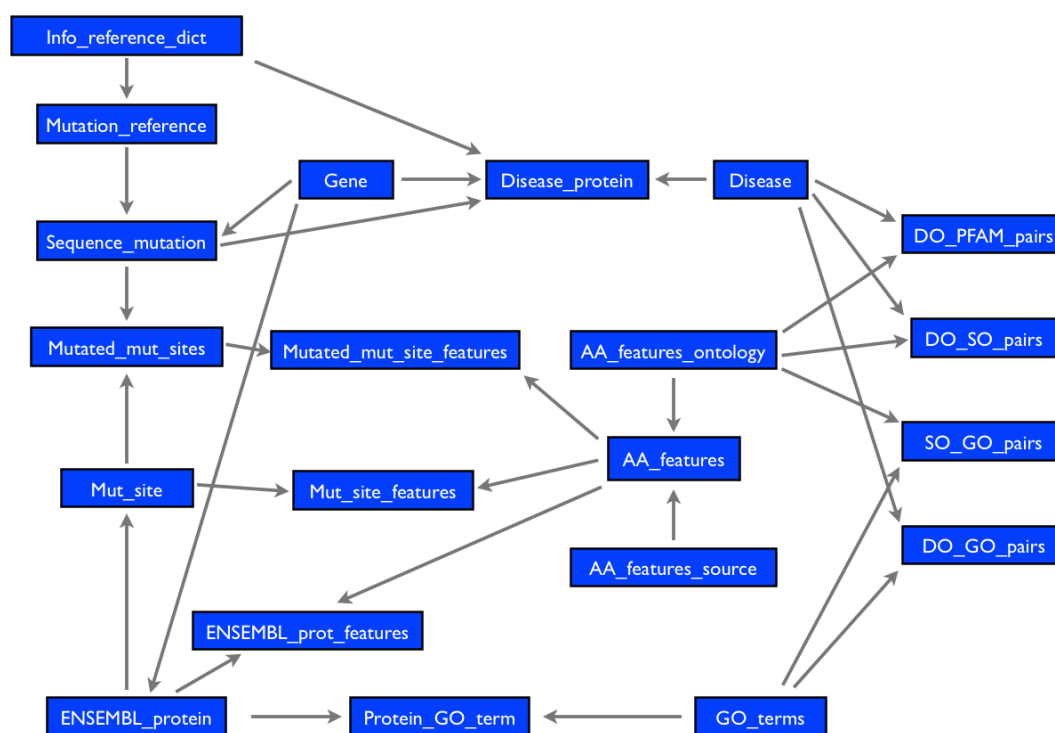 Info_reference_dict
Mutation_reference
Gene
Disease_protein
Disease
Sequence_mutation
DO_PFAM_pairs
Mutated_mut_sites
Mutated_mut_site_features
AA_features_ontology
DO_SO_pairs
AA_features
SO_GO_pairs
Mut_site
Mut_site_features
DO_GO_pairs
AA_features_source
ENSEMBL_prot_features
ENSEMBL_protein
Protein_GO_term
GO_terms